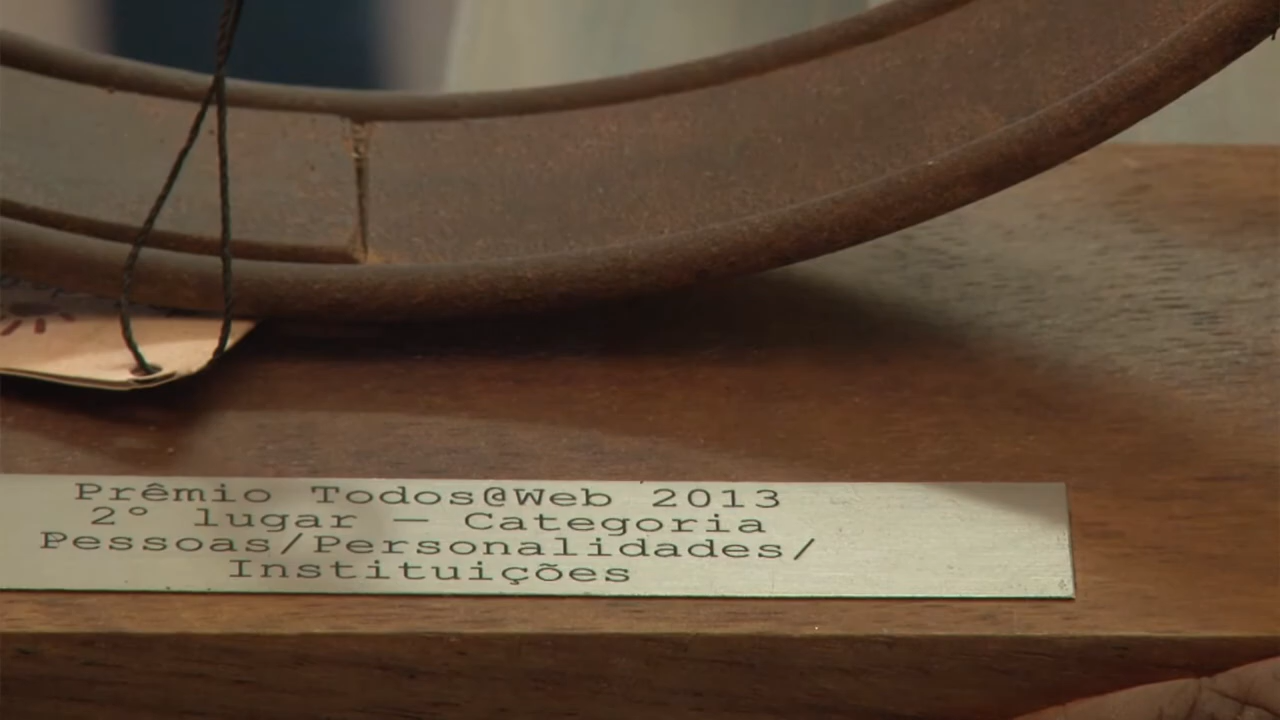 Prêmio Todos@Web 2013
2º lugar — Categoria
Pessoas/Personalidades/
Instituições